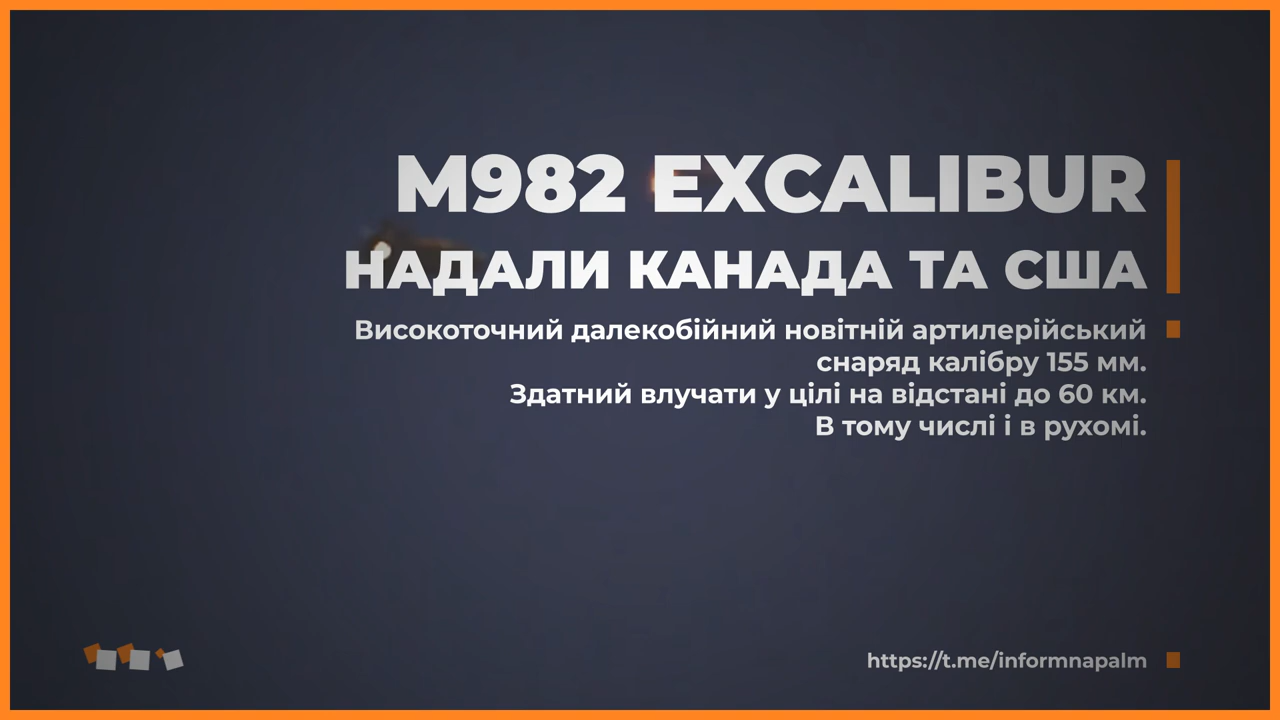 M982 EXCALIBUR
НАДАЛИ КАНАДА ТА США
Високоточний далекобійний новітній артилерійський
снаряд калібру 155 мм.
Здатний влучати у цілі на відстані до 60 км.
В тому числі і в рухомі.
https://t.me/informnapalm